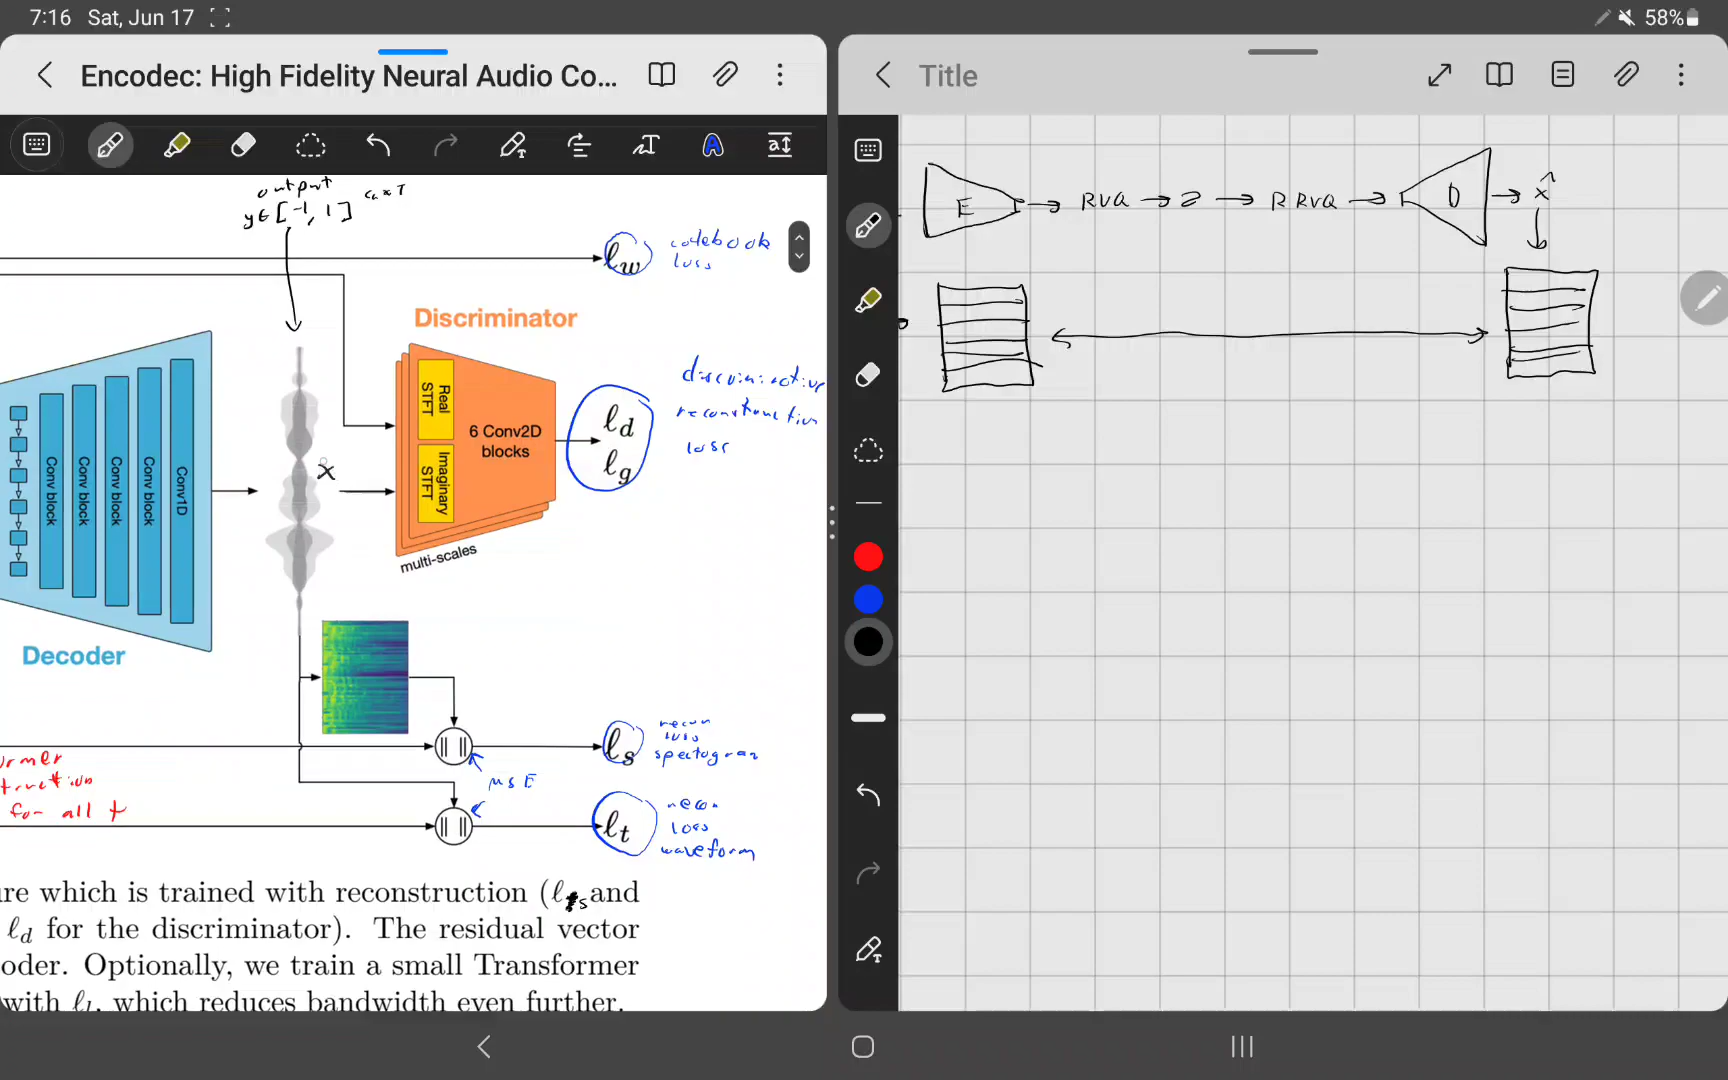 7:16 Sat, Jun 17
58%
Encodec: High Fidelity Neural Audio Co...
Title
output
y∈[-1, 1]
ℓw
codebook
loss
Discriminator
Real STFT
Imaginary STFT
6 Conv2D
blocks
multi-scales
ℓd
ℓg
reconstruction
loss
Conv block
Conv block
Conv block
Conv block
Conv1D
x̂
Decoder
ℓs
recon
loss
spectogram
MSE
for all t
ℓt
recon
loss
waveform
ure which is trained with reconstruction (ℓs and
ℓd for the discriminator). The residual vector
oder. Optionally, we train a small Transformer
with ℓl, which reduces bandwidth even further.
E → RVQ → z → RRVQ → D → x̂